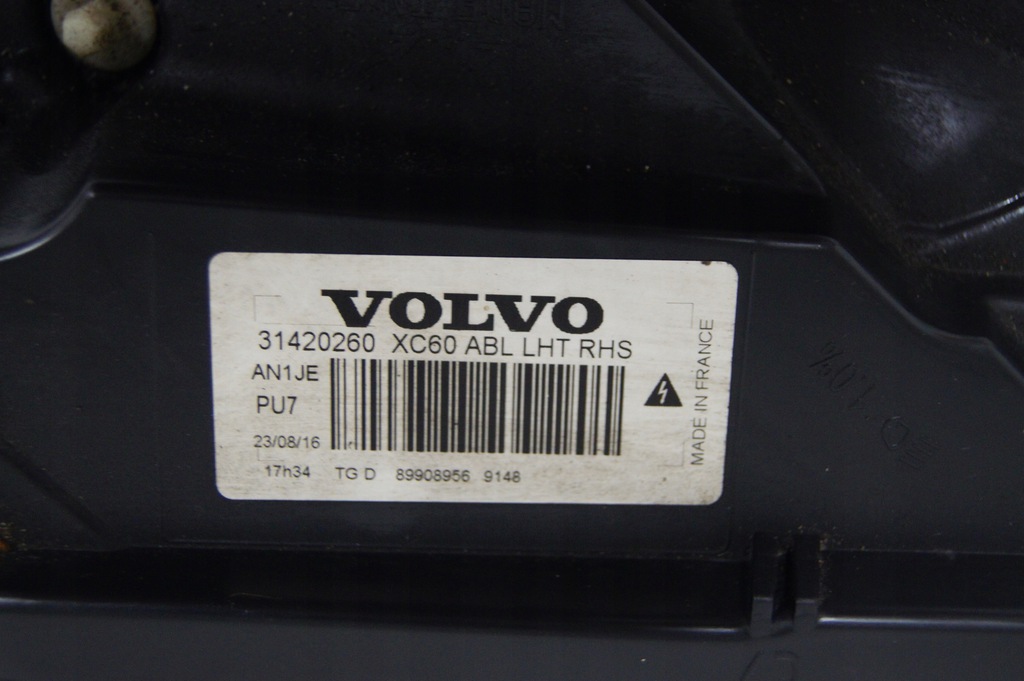 VOLVO
31420260 XC60 ABL LHT RHS
AN1JE
PU7
23/08/16
17h34 TG D 89908956 9148
MADE IN FRANCE